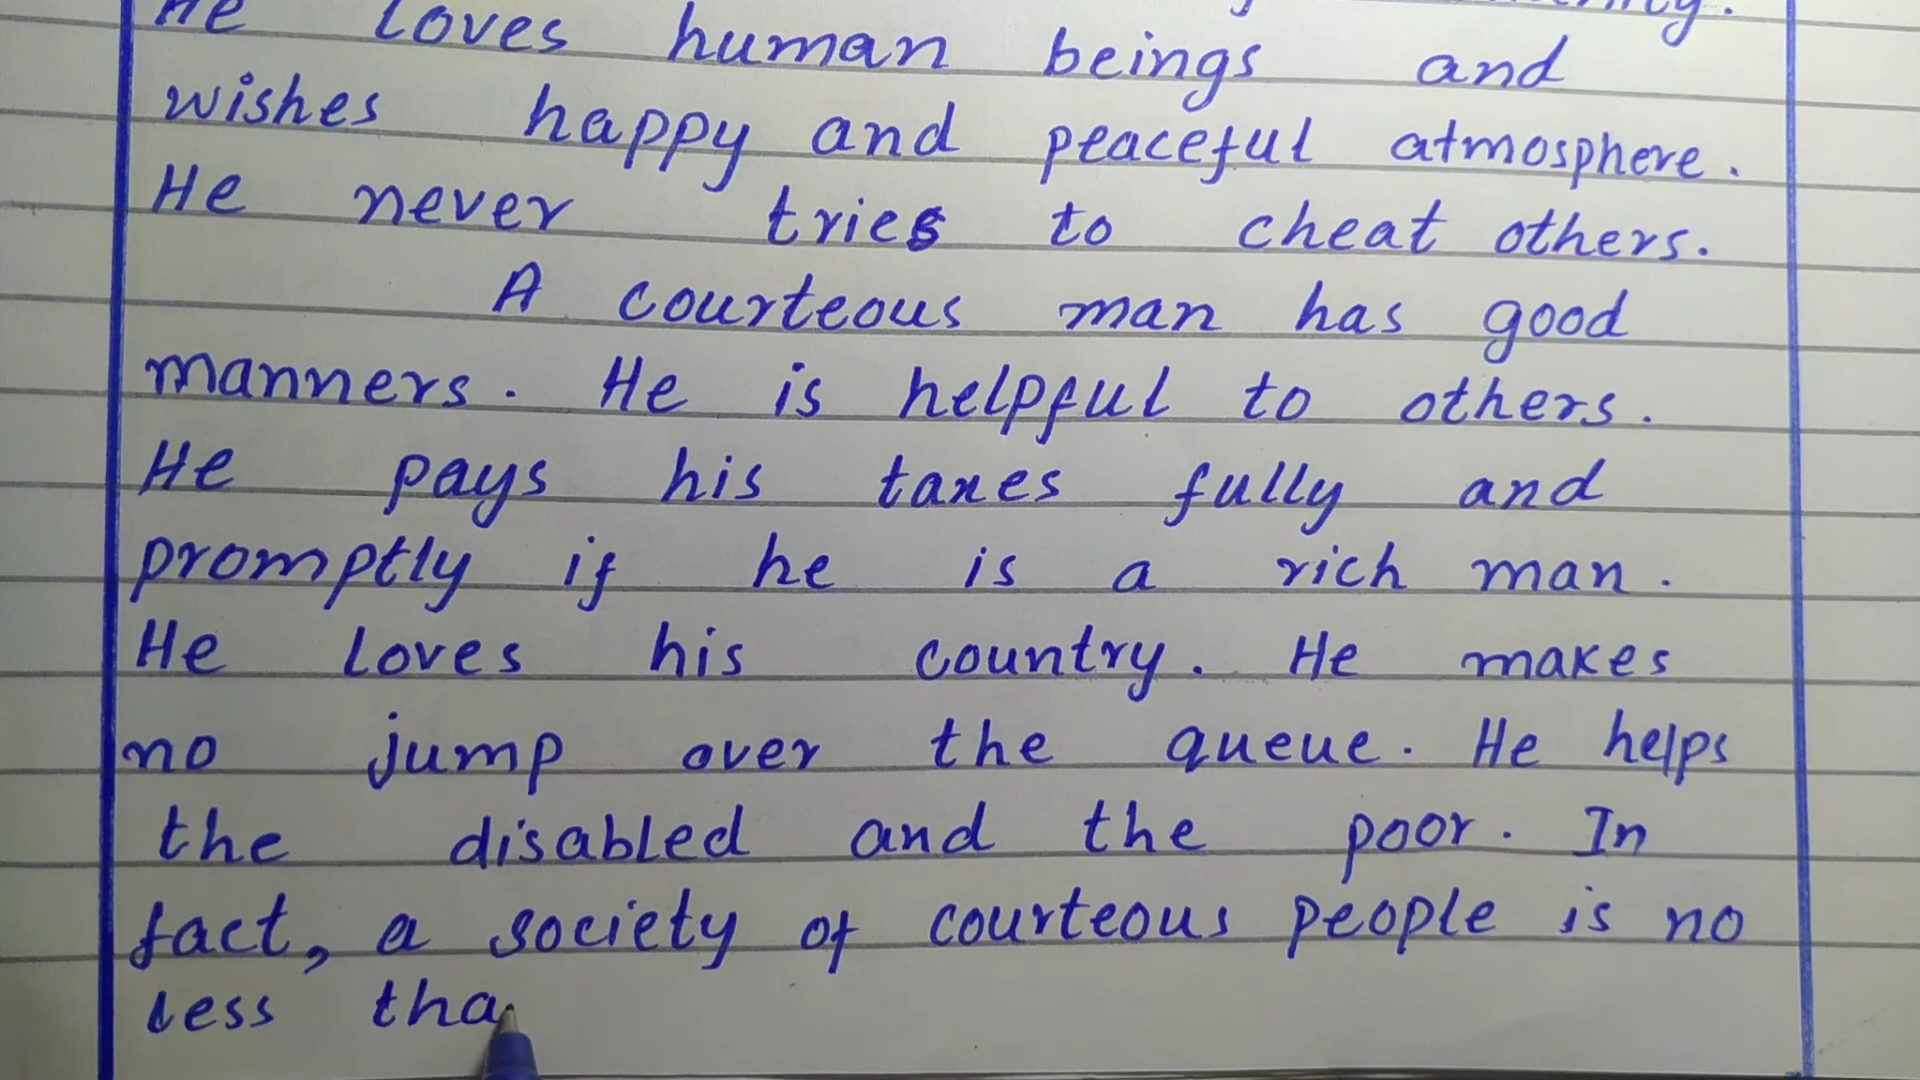 He loves human beings and
wishes happy and peaceful atmosphere.
He never tries to cheat others.
A courteous man has good
manners. He is helpful to others.
He pays his taxes fully and
promptly if he is a rich man.
He loves his country. He makes
no jump over the queue. He helps
the disabled and the poor. In
fact, a society of courteous people is no
less tha